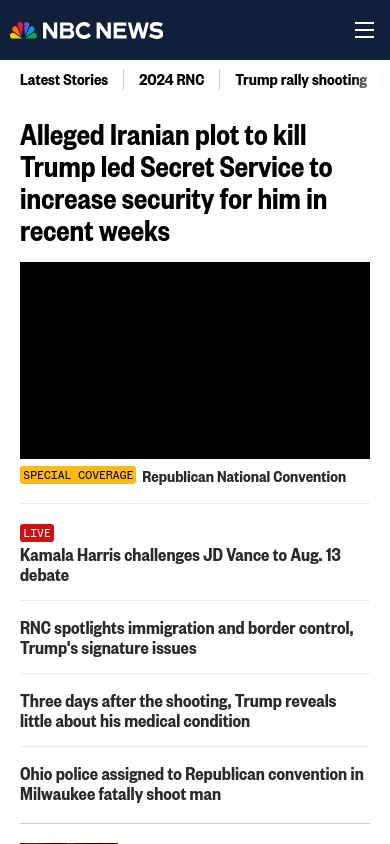 NBC NEWS
Latest Stories
2024 RNC
Trump rally shooting
Alleged Iranian plot to kill
Trump led Secret Service to
increase security for him in
recent weeks
SPECIAL COVERAGE Republican National Convention
LIVE
Kamala Harris challenges JD Vance to Aug. 13
debate
RNC spotlights immigration and border control,
Trump's signature issues
Three days after the shooting, Trump reveals
little about his medical condition
Ohio police assigned to Republican convention in
Milwaukee fatally shoot man